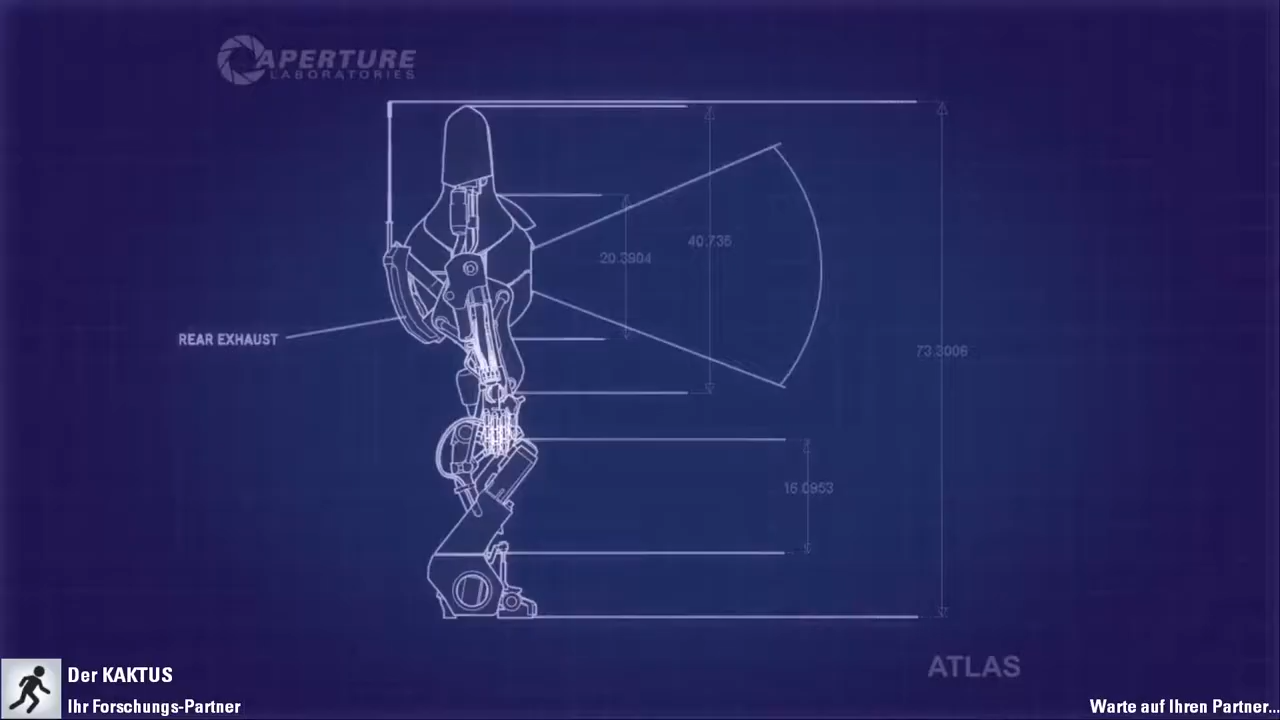 APERTURE
LABORATORIES
20.3904
40.736
REAR EXHAUST
73.3006
16.0953
ATLAS
Der KAKTUS
Ihr Forschungs-Partner
Warte auf Ihren Partner...